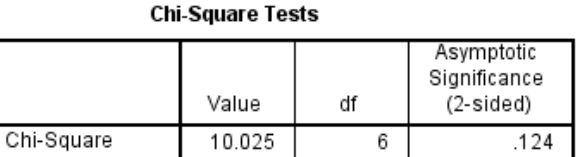 Chi-Square Tests
Value df Asymptotic Significance (2-sided)
Chi-Square 10.025 6 .124